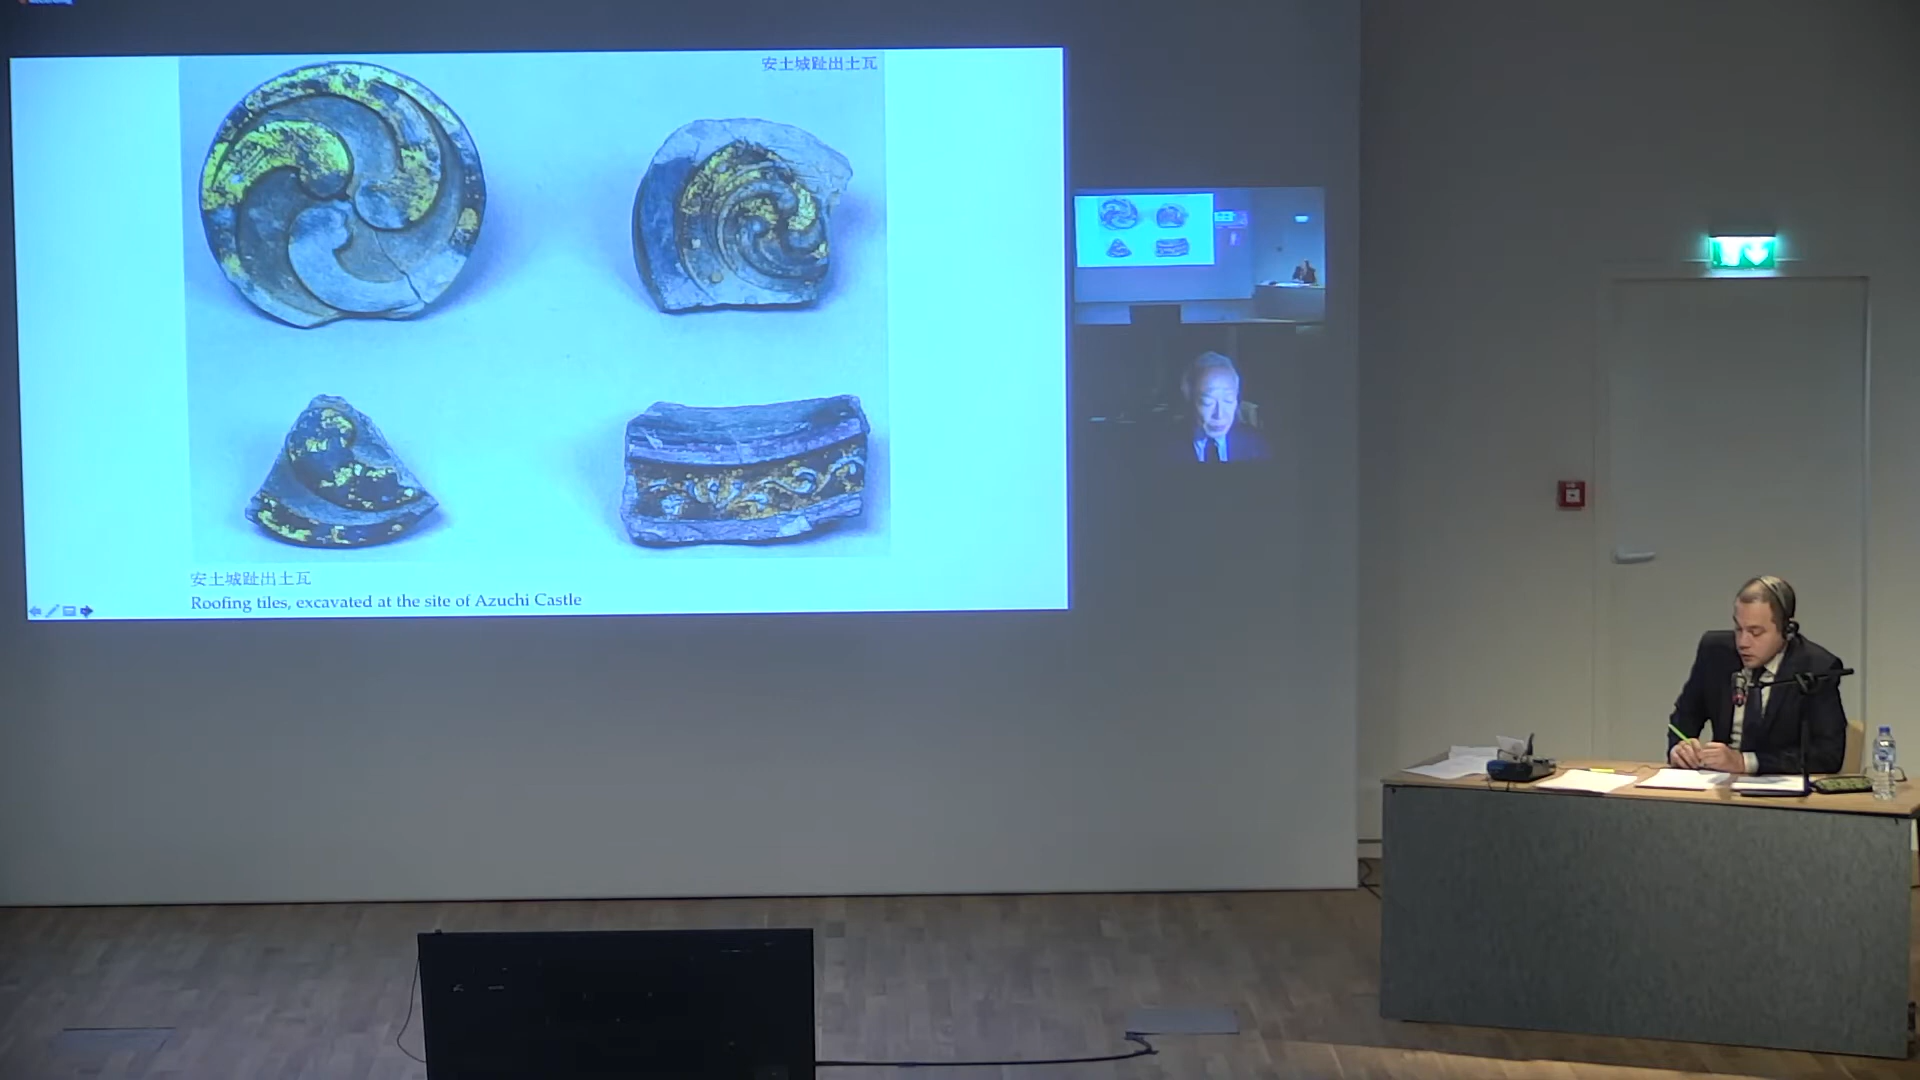 安土城趾出土瓦
安土城趾出土瓦
Roofing tiles, excavated at the site of Azuchi Castle